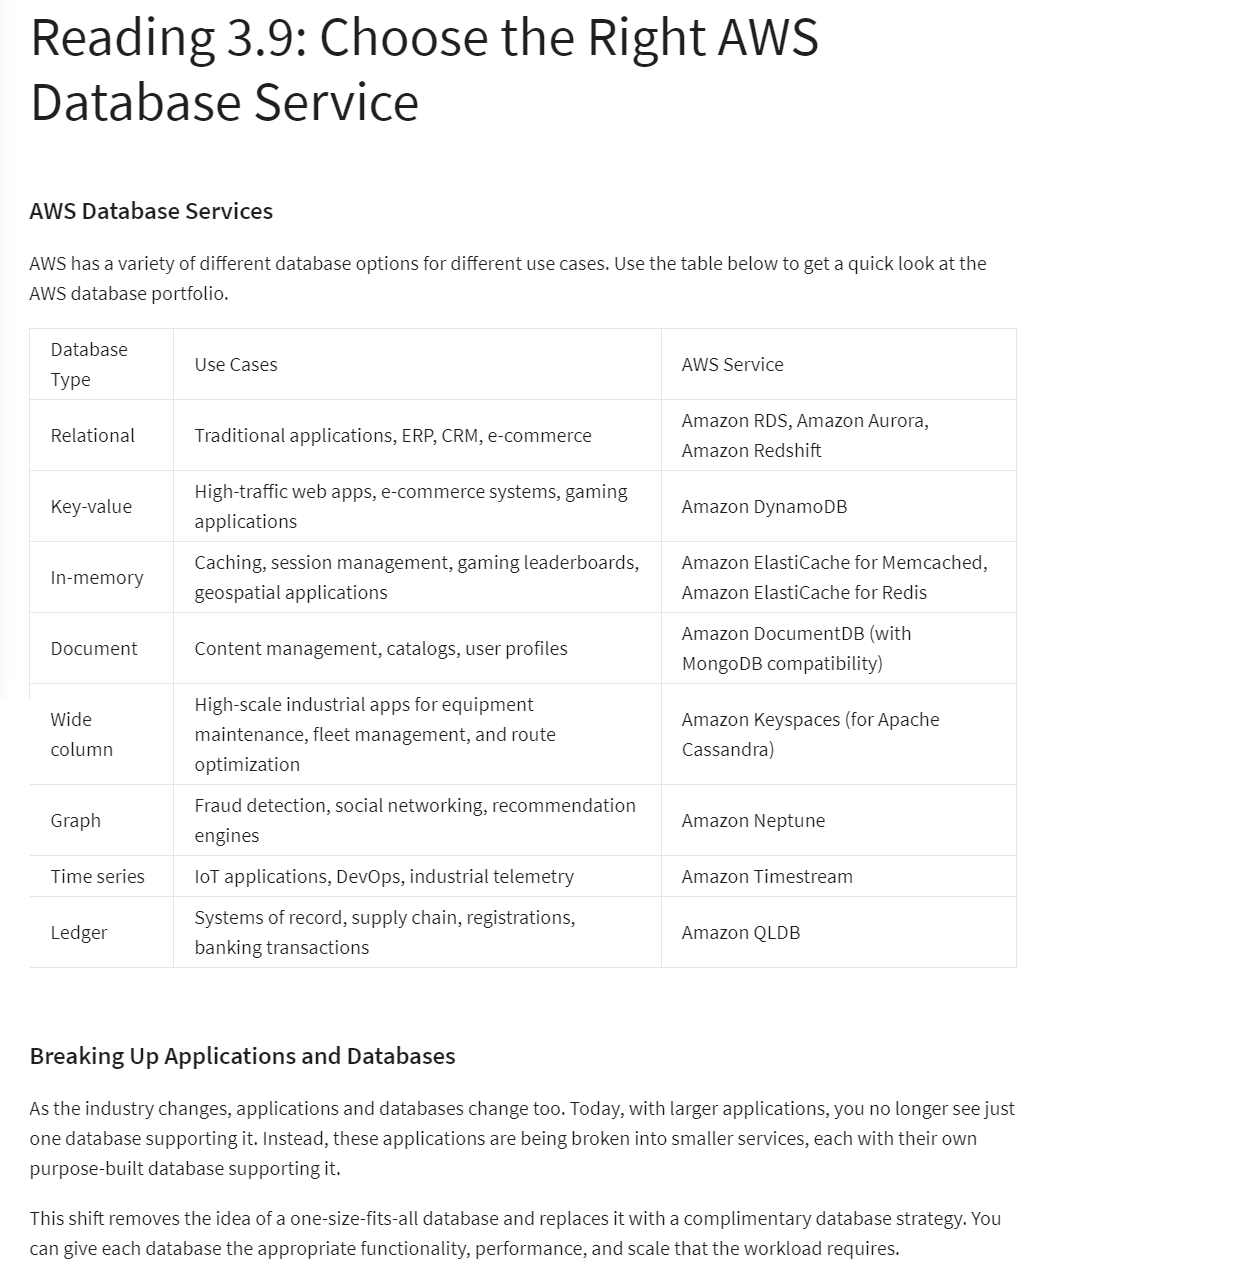 Reading 3.9: Choose the Right AWS
Database Service
AWS Database Services
AWS has a variety of different database options for different use cases. Use the table below to get a quick look at the
AWS database portfolio.
Database
Type
Use Cases
AWS Service
Relational
Traditional applications, ERP, CRM, e-commerce
Amazon RDS, Amazon Aurora,
Amazon Redshift
Key-value
High-traffic web apps, e-commerce systems, gaming
applications
Amazon DynamoDB
In-memory
Caching, session management, gaming leaderboards,
geospatial applications
Amazon ElastiCache for Memcached,
Amazon ElastiCache for Redis
Document
Content management, catalogs, user profiles
Amazon DocumentDB (with
MongoDB compatibility)
Wide
column
High-scale industrial apps for equipment
maintenance, fleet management, and route
optimization
Amazon Keyspaces (for Apache
Cassandra)
Graph
Fraud detection, social networking, recommendation
engines
Amazon Neptune
Time series
IoT applications, DevOps, industrial telemetry
Amazon Timestream
Ledger
Systems of record, supply chain, registrations,
banking transactions
Amazon QLDB
Breaking Up Applications and Databases
As the industry changes, applications and databases change too. Today, with larger applications, you no longer see just
one database supporting it. Instead, these applications are being broken into smaller services, each with their own
purpose-built database supporting it.
This shift removes the idea of a one-size-fits-all database and replaces it with a complimentary database strategy. You
can give each database the appropriate functionality, performance, and scale that the workload requires.